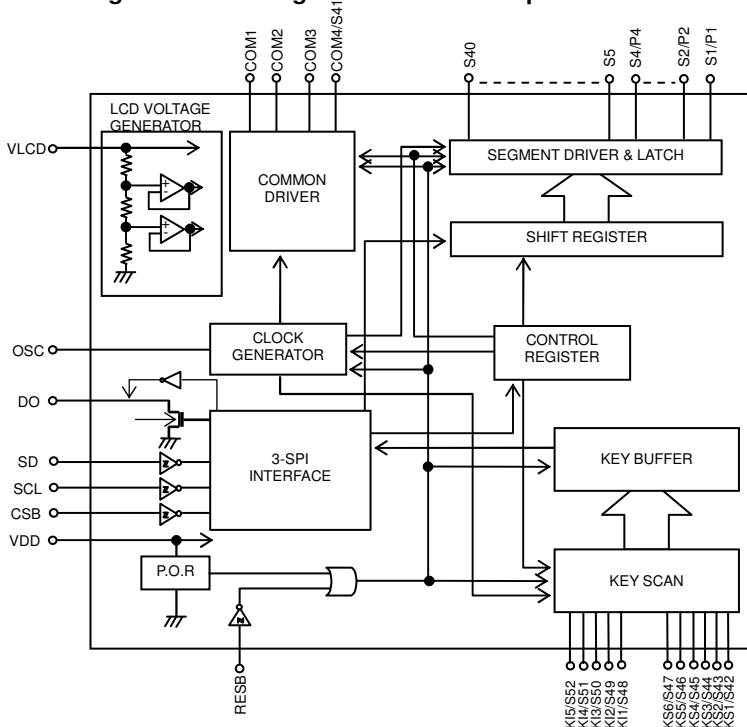 COM1
COM2
COM3
COM4/S41
S40
S5
S4/P4
S2/P2
S1/P1
LCD VOLTAGE
GENERATOR
VLCD
COMMON
DRIVER
SEGMENT DRIVER & LATCH
SHIFT REGISTER
OSC
CLOCK
GENERATOR
CONTROL
REGISTER
DO
SD
SCL
CSB
VDD
3-SPI
INTERFACE
KEY BUFFER
P.O.R
KEY SCAN
RESB
KI5/S52
KI4/S51
KI3/S50
KI2/S49
KI1/S48
KS6/S47
KS5/S46
KS4/S45
KS3/S44
KS2/S43
KS1/S42